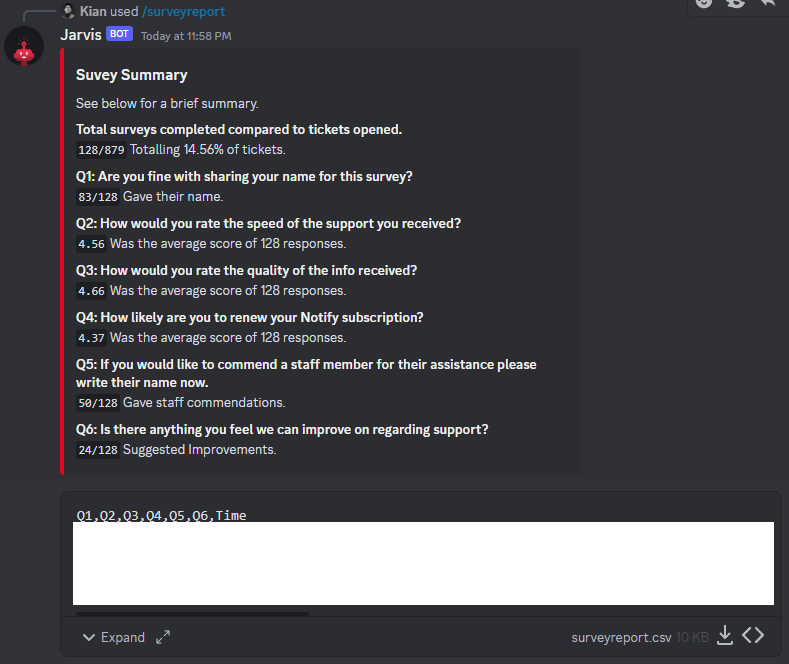 Kian used /surveyreport
Jarvis BOT Today at 11:58 PM
Suvey Summary
See below for a brief summary.
Total surveys completed compared to tickets opened.
128/879 Totalling 14.56% of tickets.
Q1: Are you fine with sharing your name for this survey?
83/128 Gave their name.
Q2: How would you rate the speed of the support you received?
4.56 Was the average score of 128 responses.
Q3: How would you rate the quality of the info received?
4.66 Was the average score of 128 responses.
Q4: How likely are you to renew your Notify subscription?
4.37 Was the average score of 128 responses.
Q5: If you would like to commend a staff member for their assistance please
write their name now.
50/128 Gave staff commendations.
Q6: Is there anything you feel we can improve on regarding support?
24/128 Suggested Improvements.
Q1,Q2,Q3,Q4,Q5,Q6,Time
Expand surveyreport.csv 10 KB